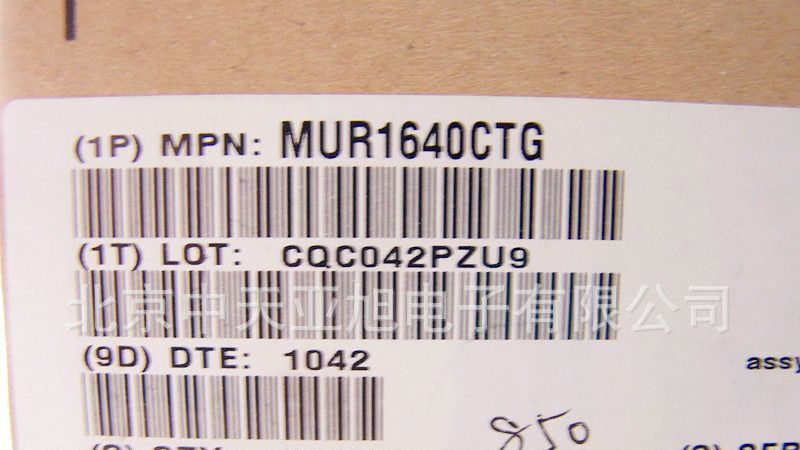 (1P) MPN: MUR1640CTG
(1T) LOT: CQC042PZU9
北京中天亚旭电子有限公司
(9D) DTE: 1042
assy
850